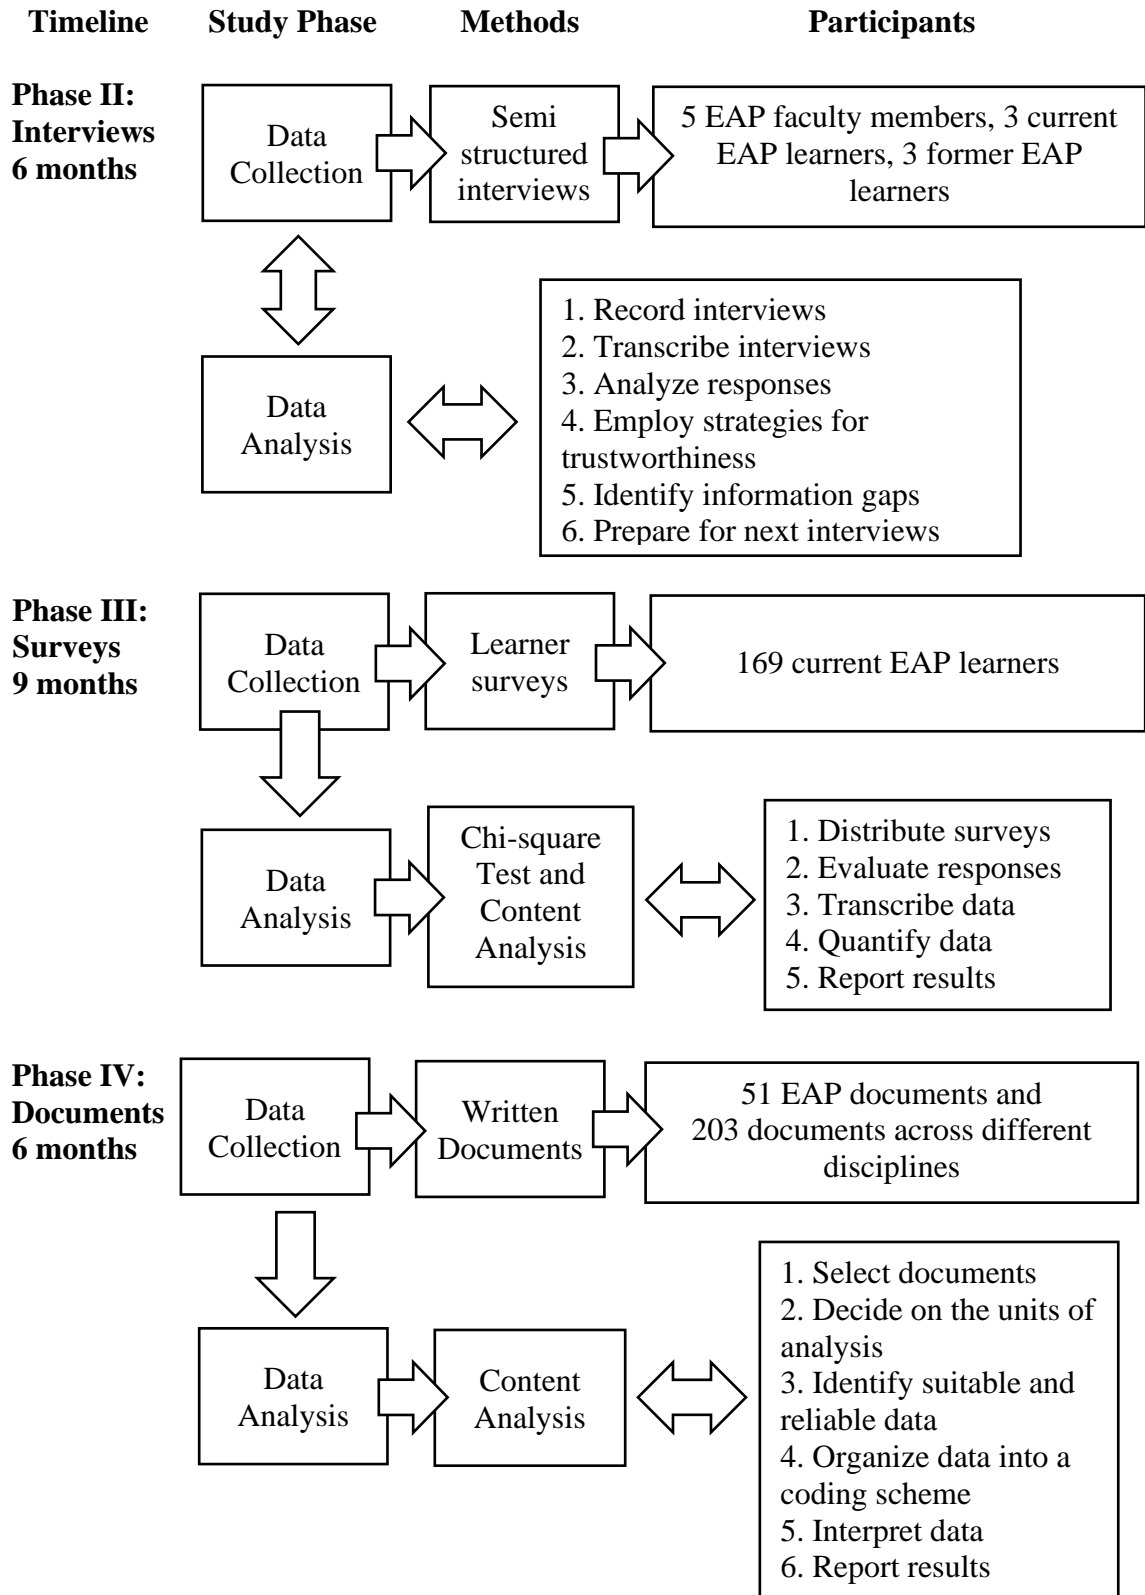 Timeline Study Phase Methods Participants
Phase II:
Interviews
6 months
Data
Collection
Semi
structured
interviews
5 EAP faculty members, 3 current
EAP learners, 3 former EAP
learners
Data
Analysis
1. Record interviews
2. Transcribe interviews
3. Analyze responses
4. Employ strategies for
trustworthiness
5. Identify information gaps
6. Prepare for next interviews
Phase III:
Surveys
9 months
Data
Collection
Learner
surveys
169 current EAP learners
Data
Analysis
Chi-square
Test and
Content
Analysis
1. Distribute surveys
2. Evaluate responses
3. Transcribe data
4. Quantify data
5. Report results
Phase IV:
Documents
6 months
Data
Collection
Written
Documents
51 EAP documents and
203 documents across different
disciplines
Data
Analysis
Content
Analysis
1. Select documents
2. Decide on the units of
analysis
3. Identify suitable and
reliable data
4. Organize data into a
coding scheme
5. Interpret data
6. Report results